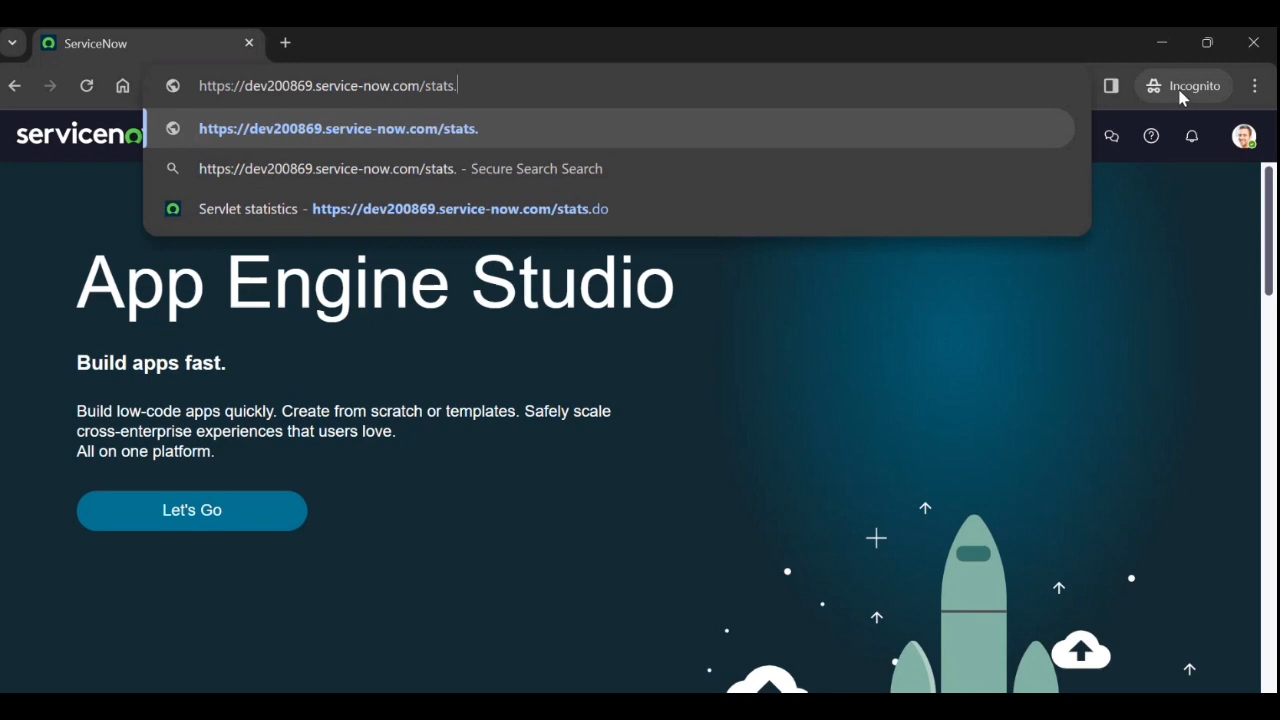 ServiceNow
https://dev200869.service-now.com/stats.
Incognito
servicenow
https://dev200869.service-now.com/stats.
https://dev200869.service-now.com/stats. - Secure Search Search
Servlet statistics - https://dev200869.service-now.com/stats.do
App Engine Studio
Build apps fast.
Build low-code apps quickly. Create from scratch or templates. Safely scale
cross-enterprise experiences that users love.
All on one platform.
Let's Go